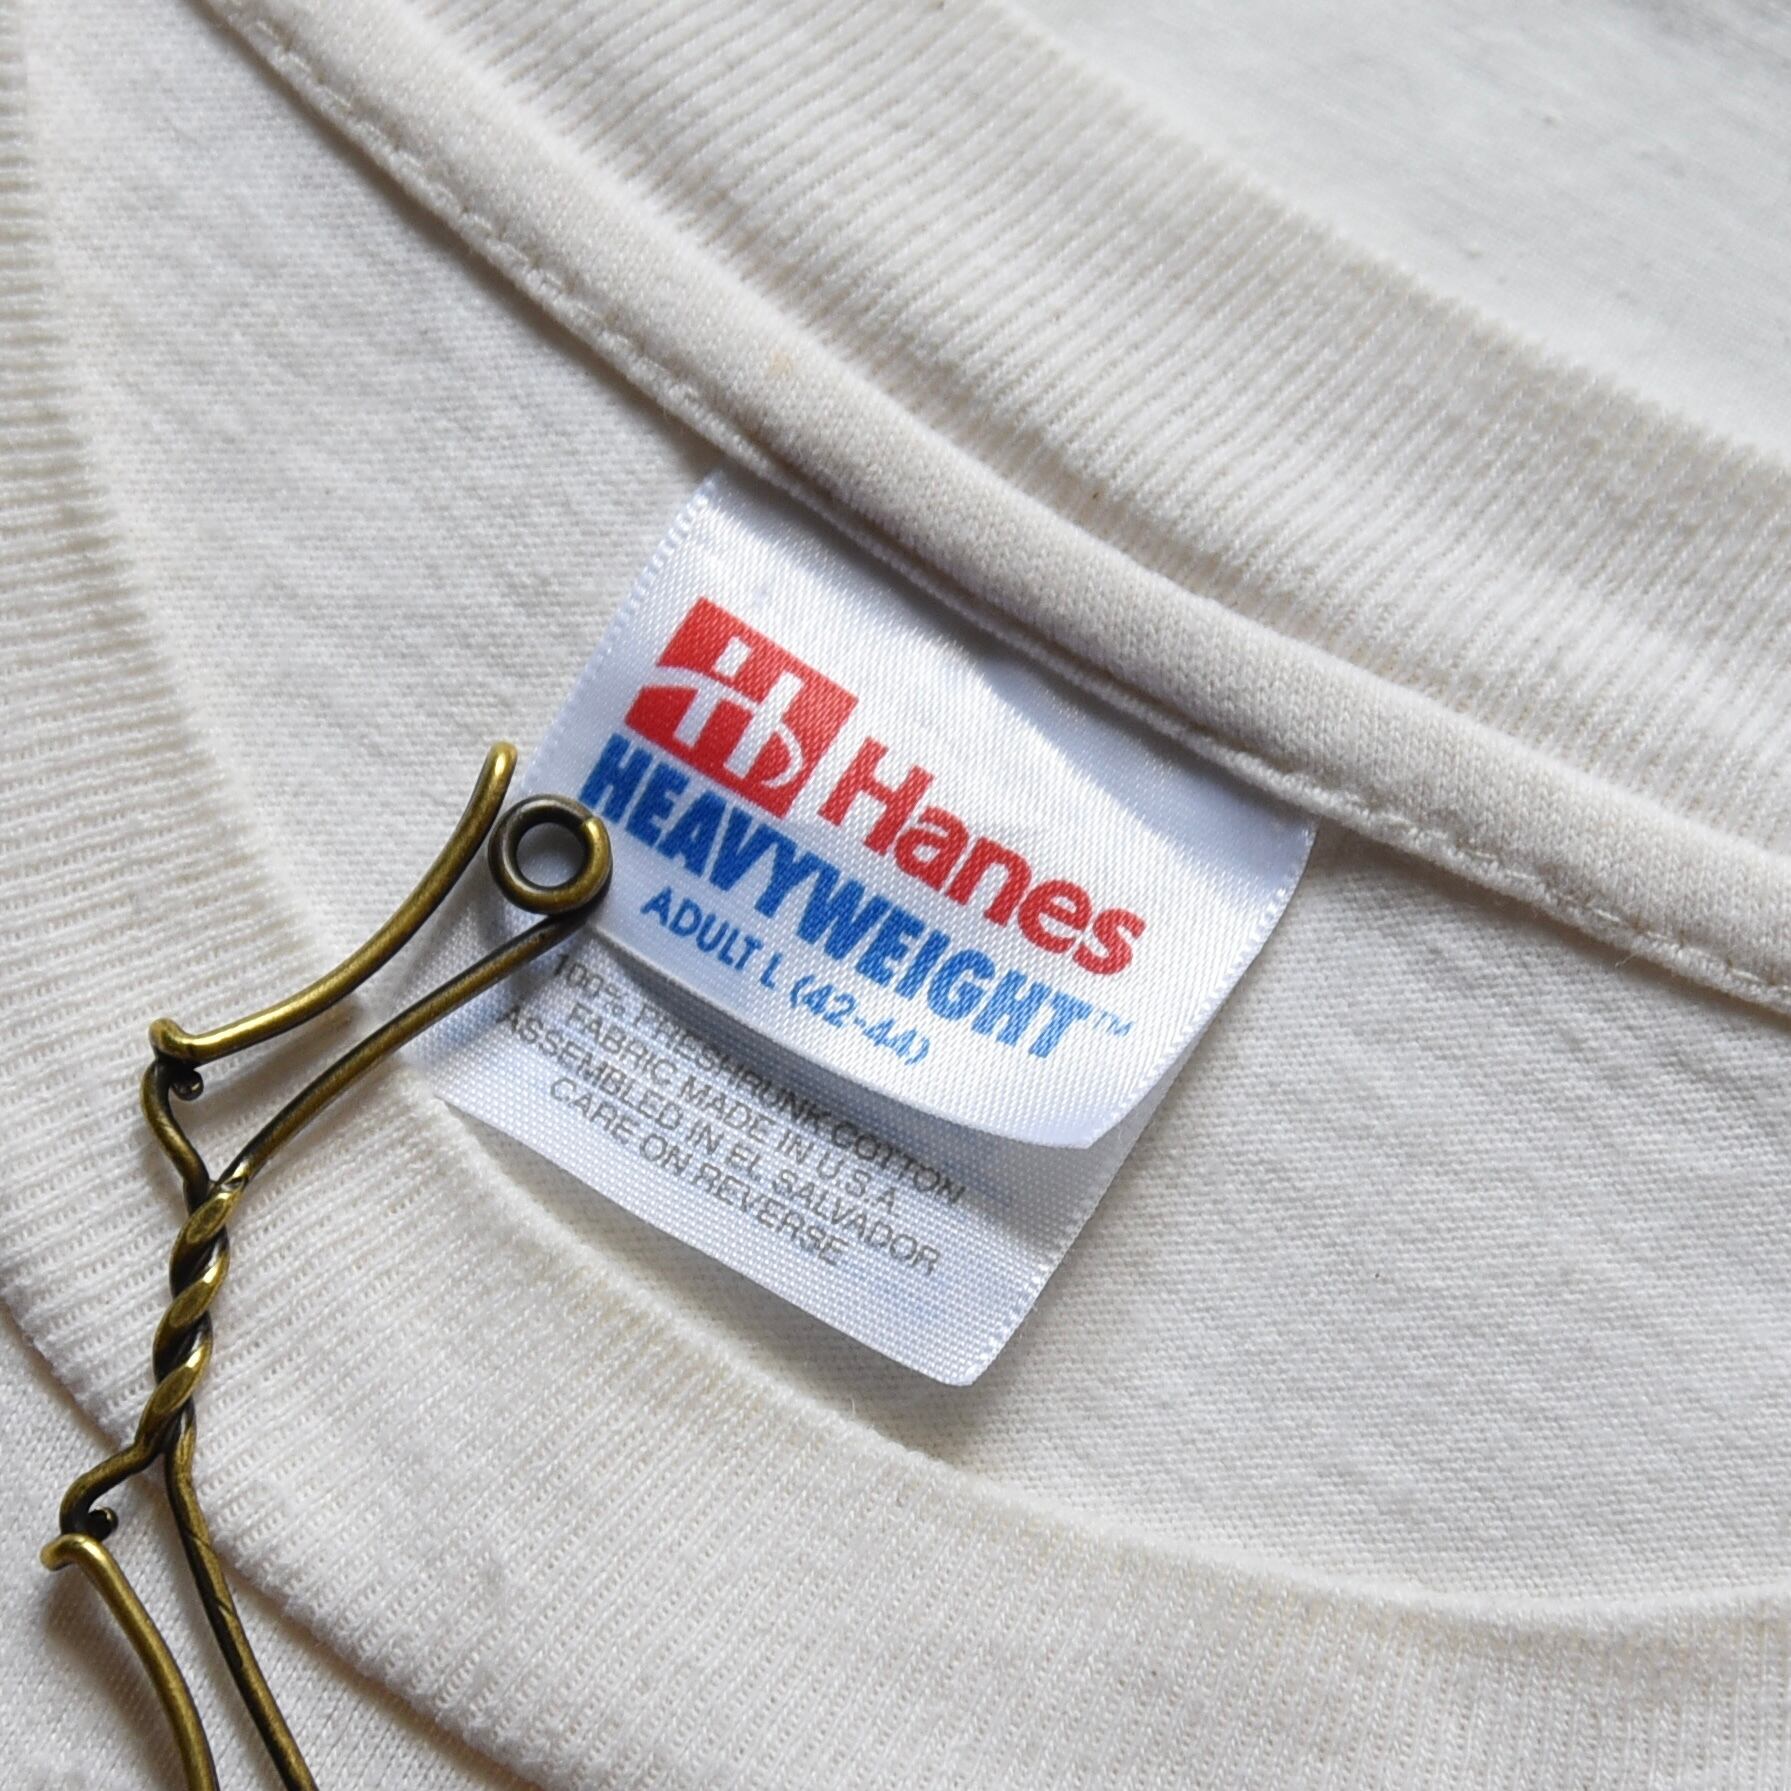 Hanes
HEAVYWEIGHT™
ADULT L (42-44)
100% PRESHRUNK COTTON
FABRIC MADE IN U.S.A.
ASSEMBLED IN EL SALVADOR
CARE ON REVERSE